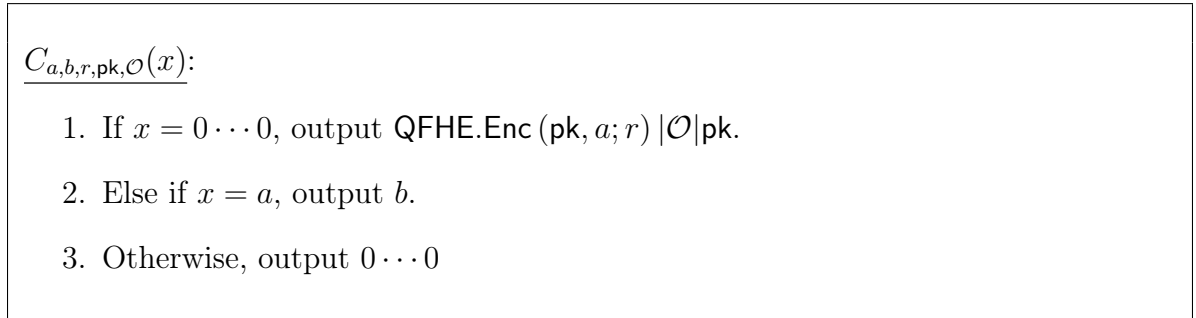 C_{a,b,r,pk,𝒪}(x):
1. If x = 0 ⋯ 0, output QFHE.Enc (pk, a; r) |𝒪|pk.
2. Else if x = a, output b.
3. Otherwise, output 0 ⋯ 0